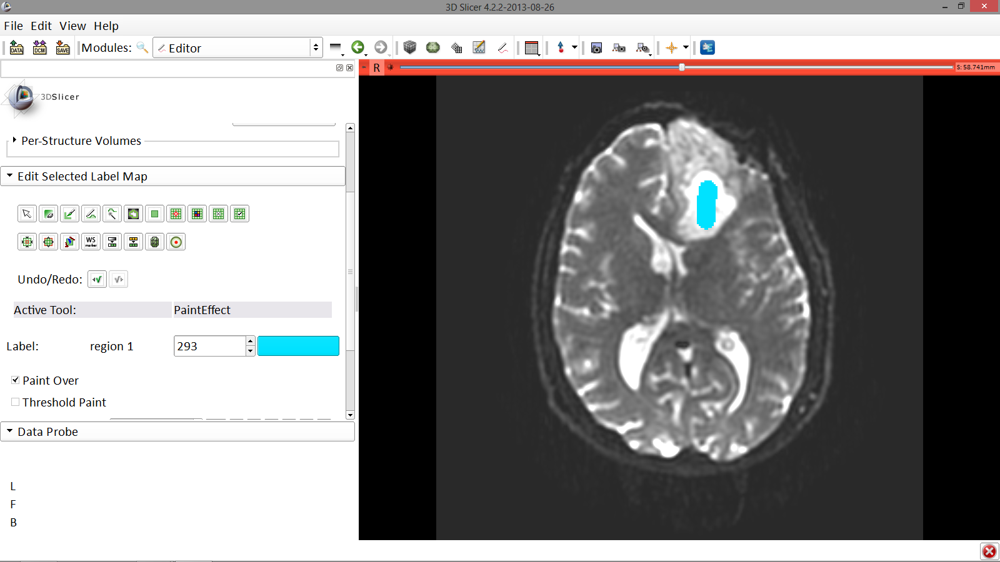 3D Slicer 4.2.2-2013-08-26
File Edit View Help
DATA DCM SAVE Modules: Editor
R S: 58.741mm
3DSlicer
Per-Structure Volumes
Edit Selected Label Map
WS
marker
Undo/Redo:
Active Tool: PaintEffect
Label: region 1 293
Paint Over
Threshold Paint
Data Probe
L
F
B